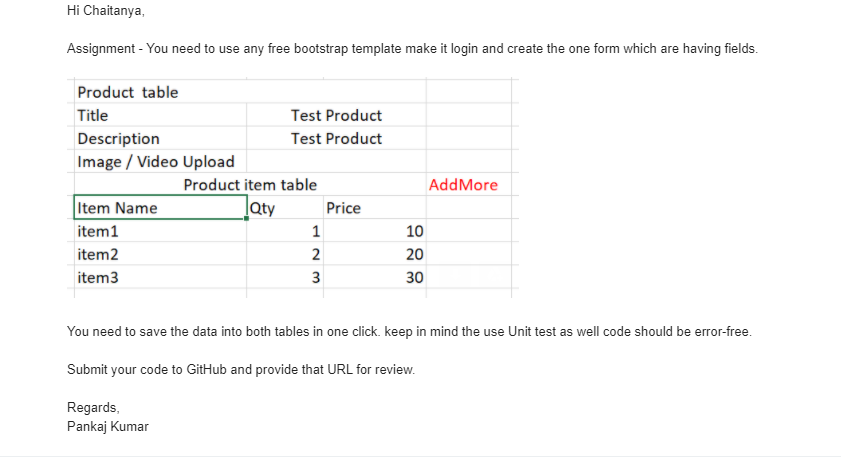 Hi Chaitanya,
Assignment - You need to use any free bootstrap template make it login and create the one form which are having fields.
Product table
Title Test Product
Description Test Product
Image / Video Upload
Product item table AddMore
Item Name Qty Price
item1 1 10
item2 2 20
item3 3 30
You need to save the data into both tables in one click. keep in mind the use Unit test as well code should be error-free.
Submit your code to GitHub and provide that URL for review.
Regards,
Pankaj Kumar